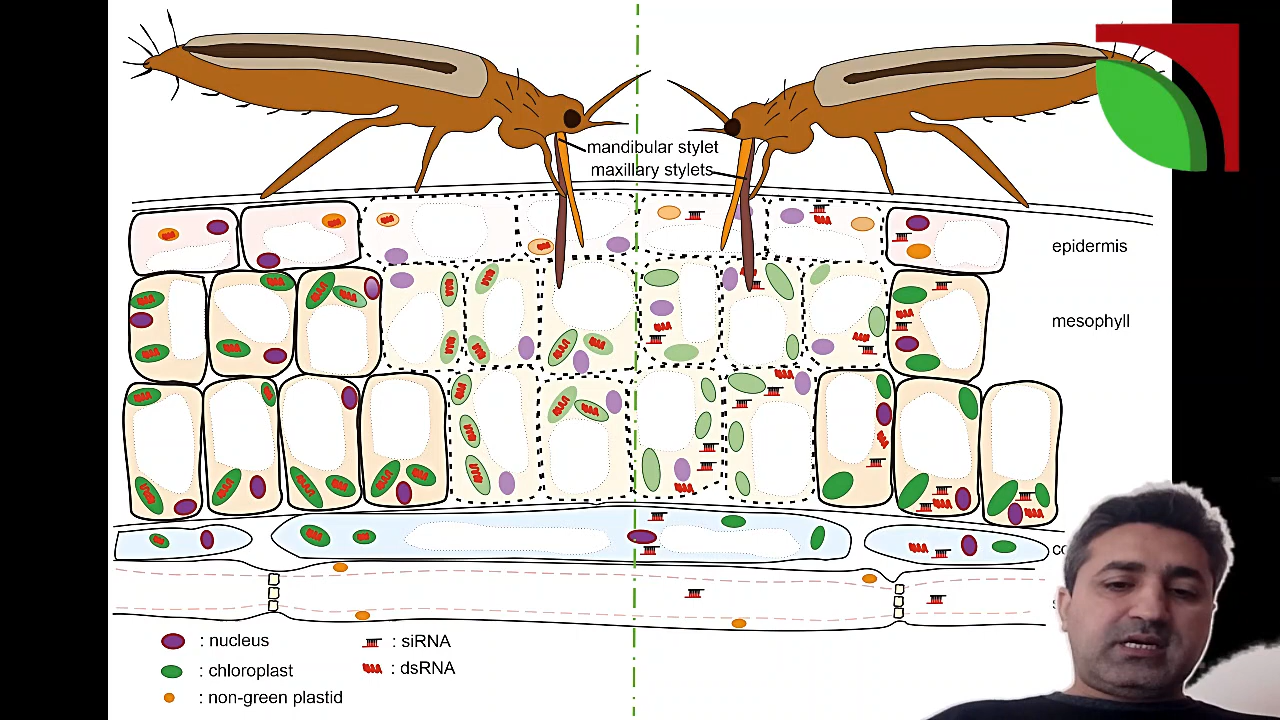 mandibular stylet
maxillary stylets
epidermis
mesophyll
: nucleus
: siRNA
: chloroplast
: dsRNA
: non-green plastid